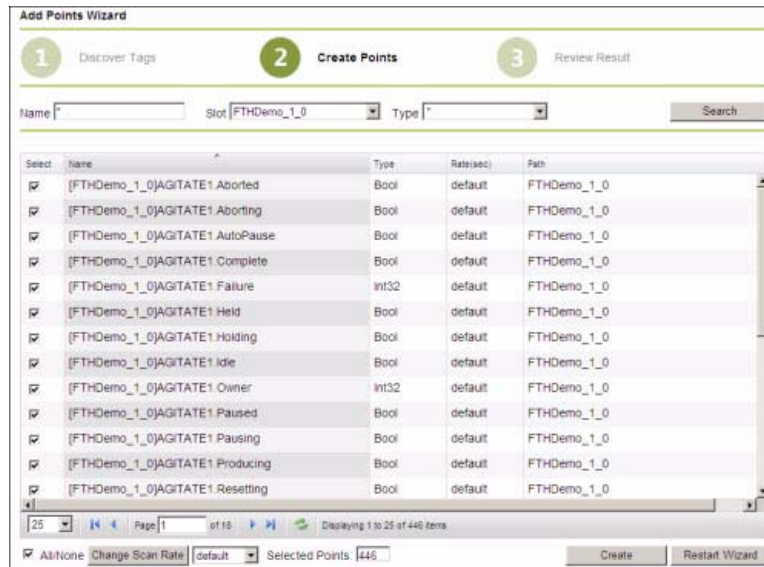 Add Points Wizard
1 Discover Tags 2 Create Points 3 Review Result
Name * Slot FTHDemo_1_0 Type * Search
Select Name Type Rate(sec) Path
[FTHDemo_1_0]AGITATE1.Aborted Bool default FTHDemo_1_0
[FTHDemo_1_0]AGITATE1.Aborting Bool default FTHDemo_1_0
[FTHDemo_1_0]AGITATE1.AutoPause Bool default FTHDemo_1_0
[FTHDemo_1_0]AGITATE1.Complete Bool default FTHDemo_1_0
[FTHDemo_1_0]AGITATE1.Failure Int32 default FTHDemo_1_0
[FTHDemo_1_0]AGITATE1.Held Bool default FTHDemo_1_0
[FTHDemo_1_0]AGITATE1.Holding Bool default FTHDemo_1_0
[FTHDemo_1_0]AGITATE1.Idle Bool default FTHDemo_1_0
[FTHDemo_1_0]AGITATE1.Owner Int32 default FTHDemo_1_0
[FTHDemo_1_0]AGITATE1.Paused Bool default FTHDemo_1_0
[FTHDemo_1_0]AGITATE1.Pausing Bool default FTHDemo_1_0
[FTHDemo_1_0]AGITATE1.Producing Bool default FTHDemo_1_0
[FTHDemo_1_0]AGITATE1.Resetting Bool default FTHDemo_1_0
25 Page 1 of 18 Displaying 1 to 25 of 446 items
All/None Change Scan Rate default Selected Points: 446 Create Restart Wizard